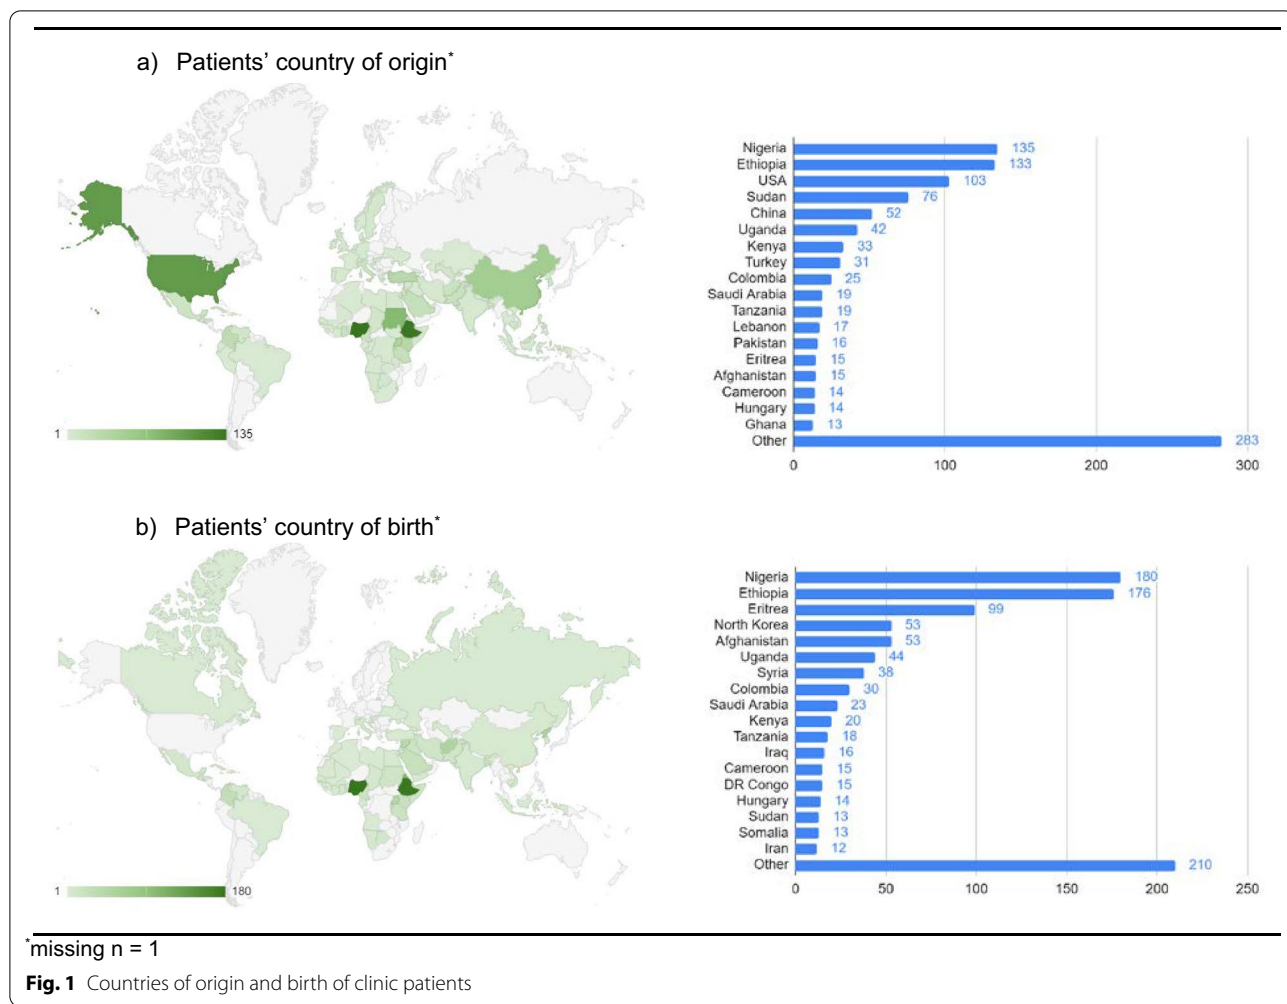 a) Patients’ country of origin*
1
135
Nigeria 135
Ethiopia 133
USA 103
Sudan 76
China 52
Uganda 42
Kenya 33
Turkey 31
Colombia 25
Saudi Arabia 19
Tanzania 19
Lebanon 17
Pakistan 16
Eritrea 15
Afghanistan 15
Cameroon 14
Hungary 14
Ghana 13
Other 283
0 100 200 300
b) Patients’ country of birth*
1
180
Nigeria 180
Ethiopia 176
Eritrea 99
North Korea 53
Afghanistan 53
Uganda 44
Syria 38
Colombia 30
Saudi Arabia 23
Kenya 20
Tanzania 18
Iraq 16
Cameroon 15
DR Congo 15
Hungary 14
Sudan 13
Somalia 13
Iran 12
Other 210
0 50 100 150 200 250
*missing n = 1
Fig. 1 Countries of origin and birth of clinic patients